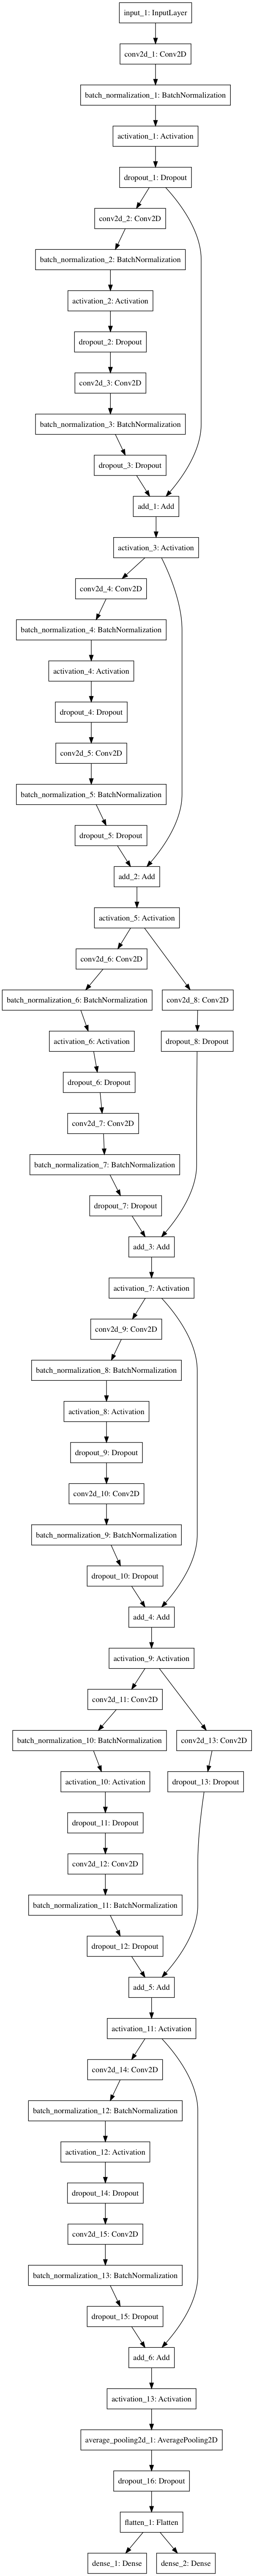 input_1: InputLayer
conv2d_1: Conv2D
batch_normalization_1: BatchNormalization
activation_1: Activation
dropout_1: Dropout
conv2d_2: Conv2D
batch_normalization_2: BatchNormalization
activation_2: Activation
dropout_2: Dropout
conv2d_3: Conv2D
batch_normalization_3: BatchNormalization
dropout_3: Dropout
add_1: Add
activation_3: Activation
conv2d_4: Conv2D
batch_normalization_4: BatchNormalization
activation_4: Activation
dropout_4: Dropout
conv2d_5: Conv2D
batch_normalization_5: BatchNormalization
dropout_5: Dropout
add_2: Add
activation_5: Activation
conv2d_6: Conv2D
batch_normalization_6: BatchNormalization
conv2d_8: Conv2D
activation_6: Activation
dropout_8: Dropout
dropout_6: Dropout
conv2d_7: Conv2D
batch_normalization_7: BatchNormalization
dropout_7: Dropout
add_3: Add
activation_7: Activation
conv2d_9: Conv2D
batch_normalization_8: BatchNormalization
activation_8: Activation
dropout_9: Dropout
conv2d_10: Conv2D
batch_normalization_9: BatchNormalization
dropout_10: Dropout
add_4: Add
activation_9: Activation
conv2d_11: Conv2D
batch_normalization_10: BatchNormalization
conv2d_13: Conv2D
activation_10: Activation
dropout_13: Dropout
dropout_11: Dropout
conv2d_12: Conv2D
batch_normalization_11: BatchNormalization
dropout_12: Dropout
add_5: Add
activation_11: Activation
conv2d_14: Conv2D
batch_normalization_12: BatchNormalization
activation_12: Activation
dropout_14: Dropout
conv2d_15: Conv2D
batch_normalization_13: BatchNormalization
dropout_15: Dropout
add_6: Add
activation_13: Activation
average_pooling2d_1: AveragePooling2D
dropout_16: Dropout
flatten_1: Flatten
dense_1: Dense
dense_2: Dense